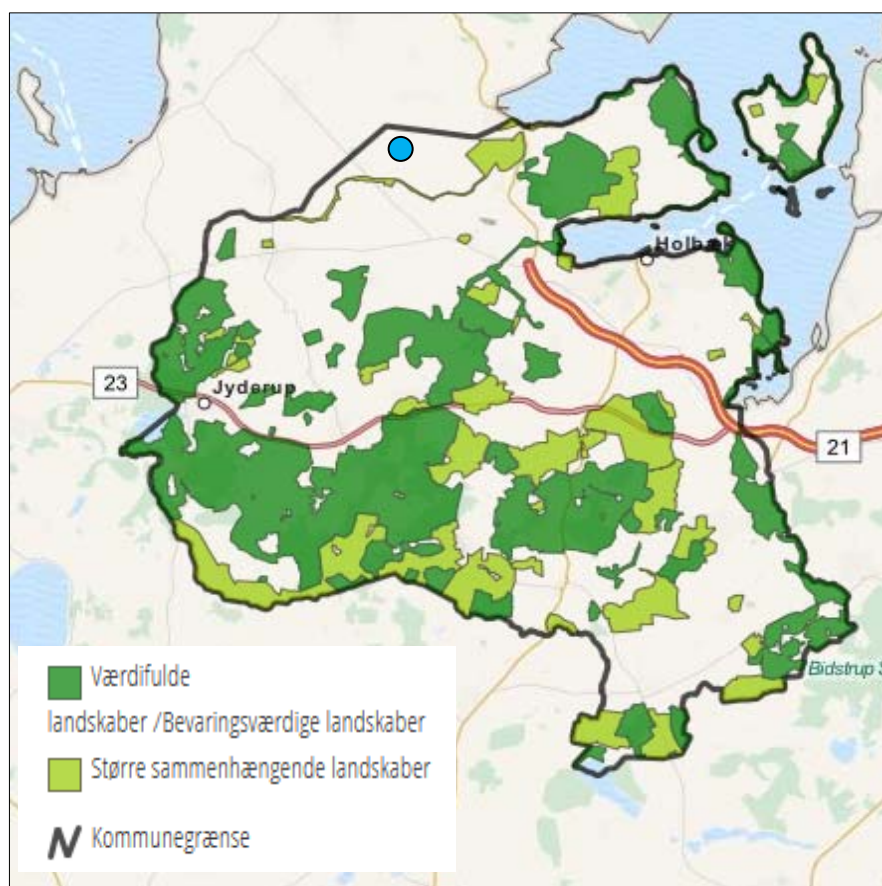 Holbæk
23
Jyderup
21
Bidstrup S
Værdifulde
landskaber /Bevaringsværdige landskaber
Større sammenhængende landskaber
Kommunegrænse